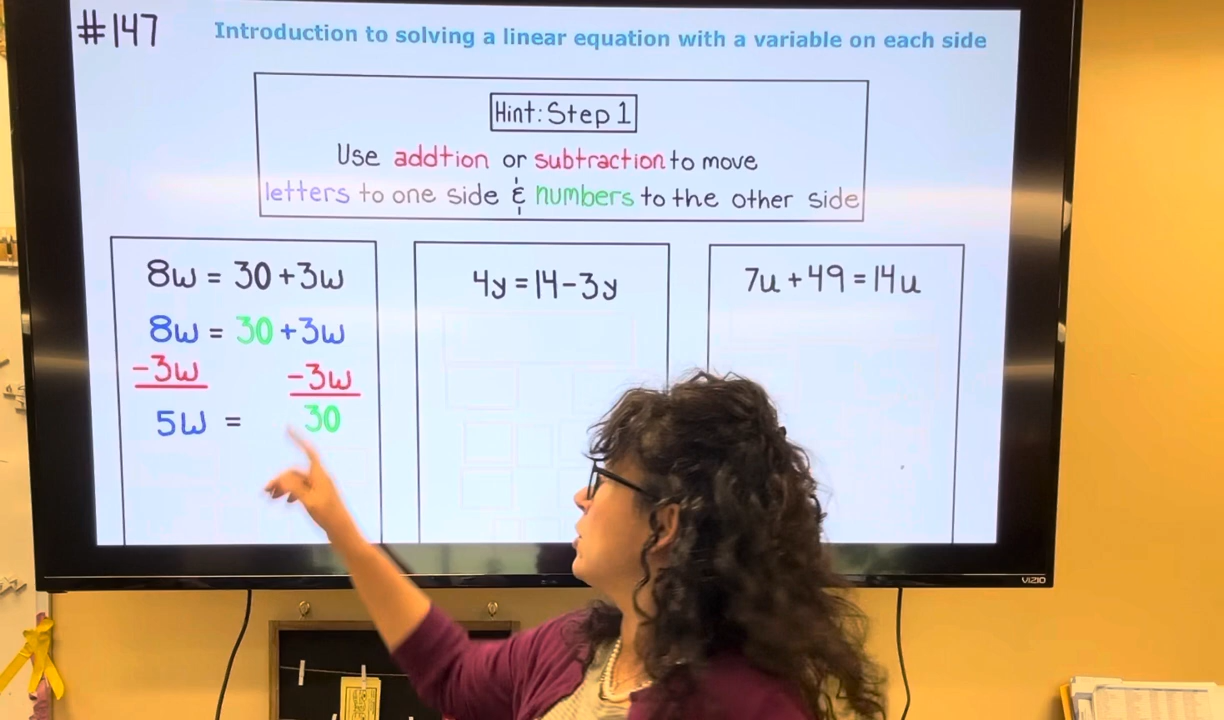 #147
Introduction to solving a linear equation with a variable on each side
Hint: Step 1
Use addtion or subtraction to move
letters to one side & numbers to the other side
8w = 30 + 3w
8w = 30 + 3w
-3w -3w
5w = 30
4y = 14 - 3y
7u + 49 = 14u
VIZIO